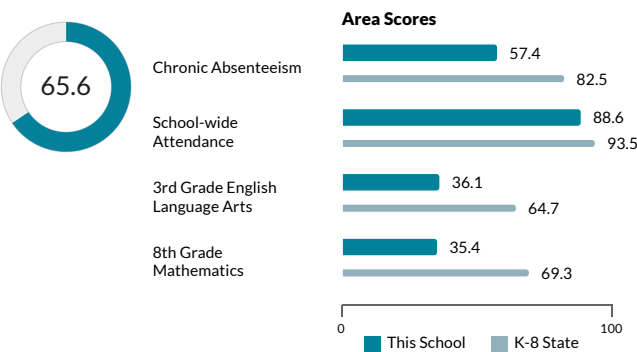 Area Scores
65.6
Chronic Absenteeism
57.4
82.5
School-wide
Attendance
88.6
93.5
3rd Grade English
Language Arts
36.1
64.7
8th Grade
Mathematics
35.4
69.3
0
100
This School
K-8 State